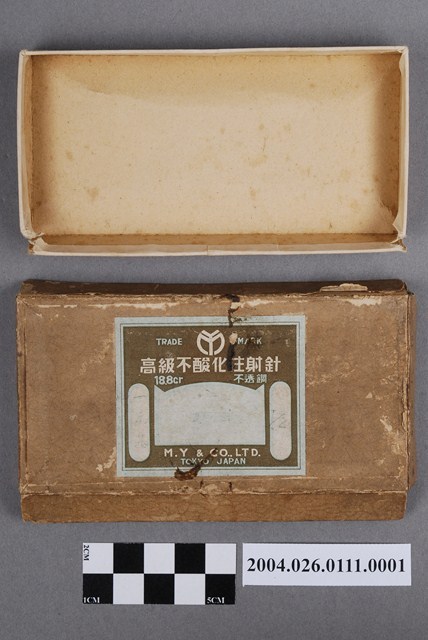 TRADE MARK
高級不酸化注射針
18.8cr 不透鋼
M.Y & CO., LTD.
TOKYO JAPAN
2CM
1CM 5CM
2004.026.0111.0001